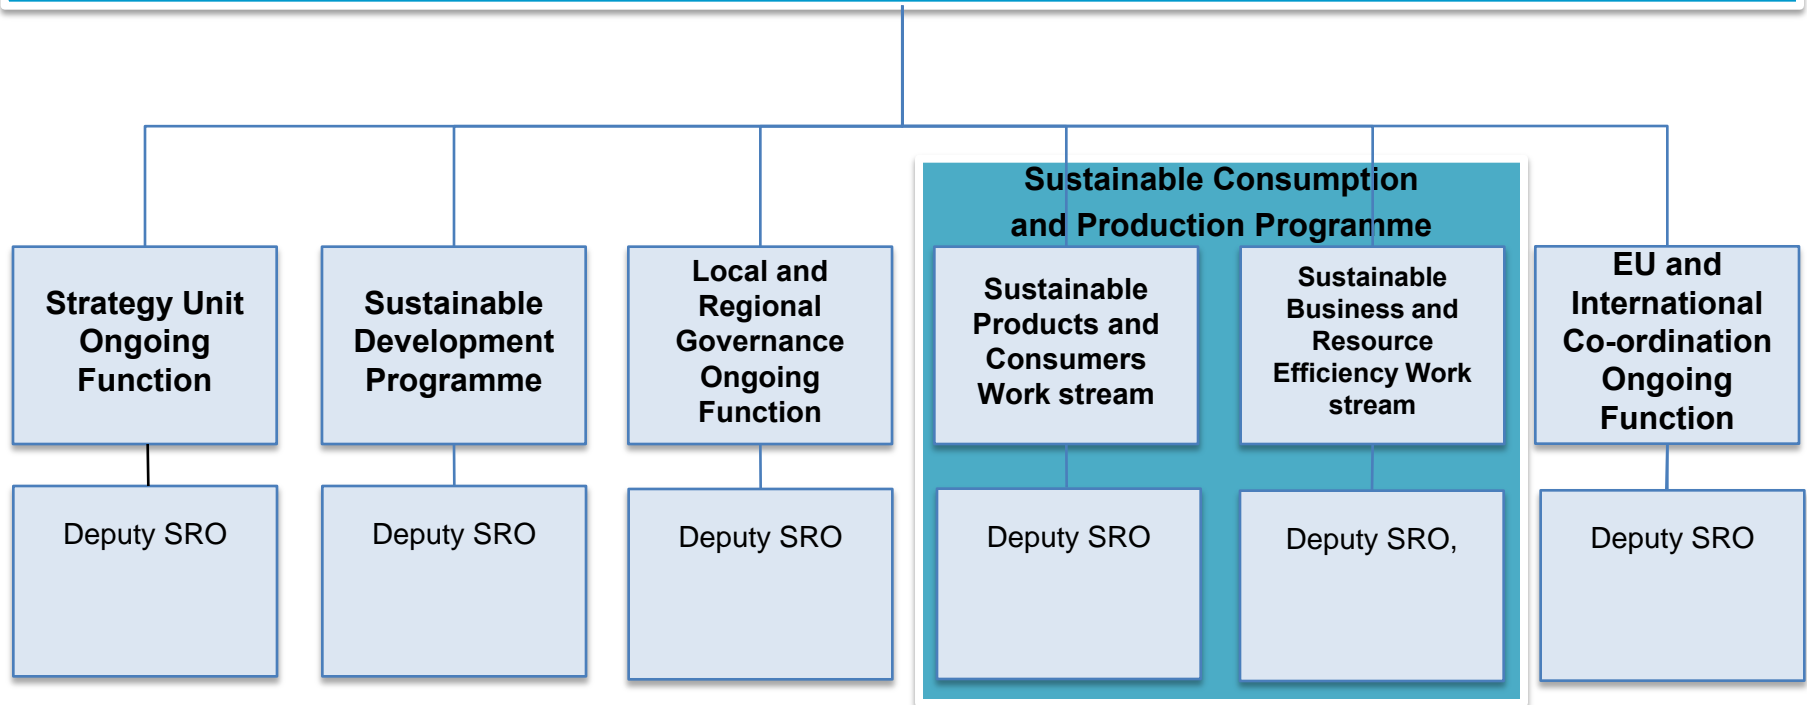 Sustainable Consumption
and Production Programme
Strategy Unit
Ongoing
Function
Sustainable
Development
Programme
Local and
Regional
Governance
Ongoing
Function
Sustainable
Products and
Consumers
Work stream
Sustainable
Business and
Resource
Efficiency Work
stream
EU and
International
Co-ordination
Ongoing
Function
Deputy SRO
Deputy SRO
Deputy SRO
Deputy SRO
Deputy SRO,
Deputy SRO